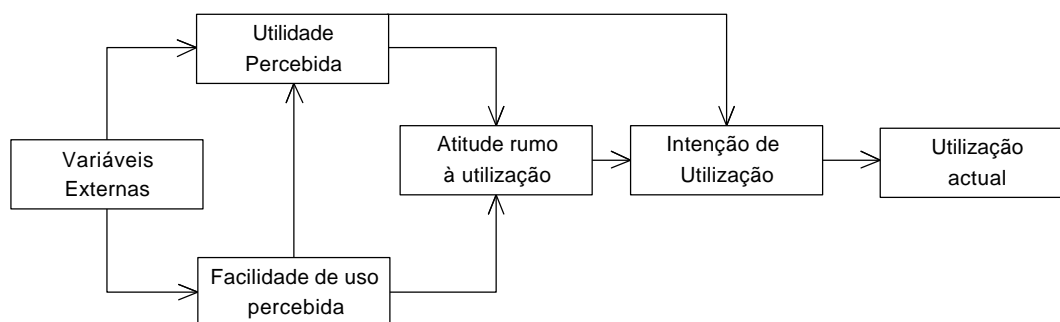 Utilidade
Percebida
Variáveis
Externas
Atitude rumo
à utilização
Intenção de
Utilização
Utilização
actual
Facilidade de uso
percebida